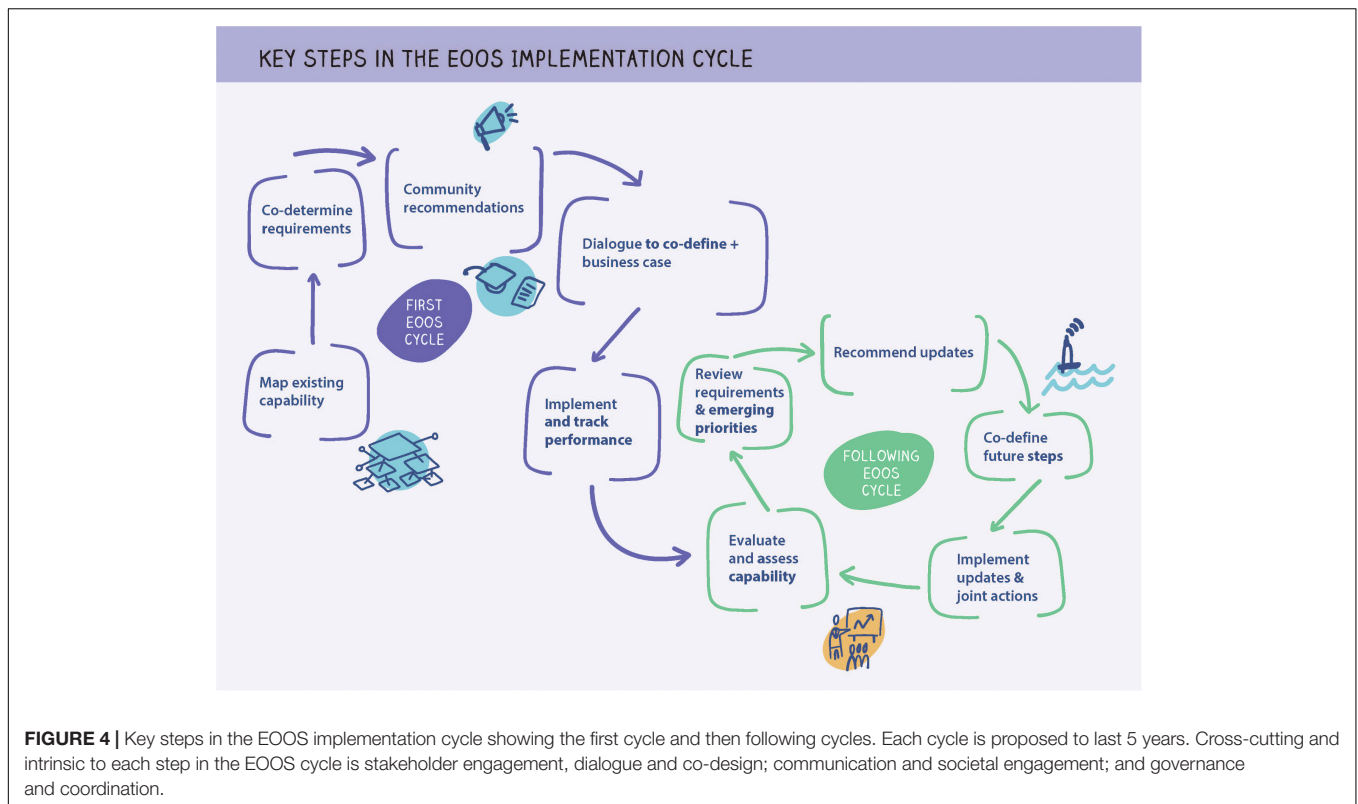 KEY STEPS IN THE EOOS IMPLEMENTATION CYCLE
Map existing
capability
Co-determine
requirements
Community
recommendations
Dialogue to co-define +
business case
FIRST
EOOS
CYCLE
Implement
and track
performance
Evaluate
and assess
capability
Review
requirements
& emerging
priorities
Recommend updates
Co-define
future steps
Implement
updates &
joint actions
FOLLOWING
EOOS
CYCLE
FIGURE 4 | Key steps in the EOOS implementation cycle showing the first cycle and then following cycles. Each cycle is proposed to last 5 years. Cross-cutting and
intrinsic to each step in the EOOS cycle is stakeholder engagement, dialogue and co-design; communication and societal engagement; and governance
and coordination.